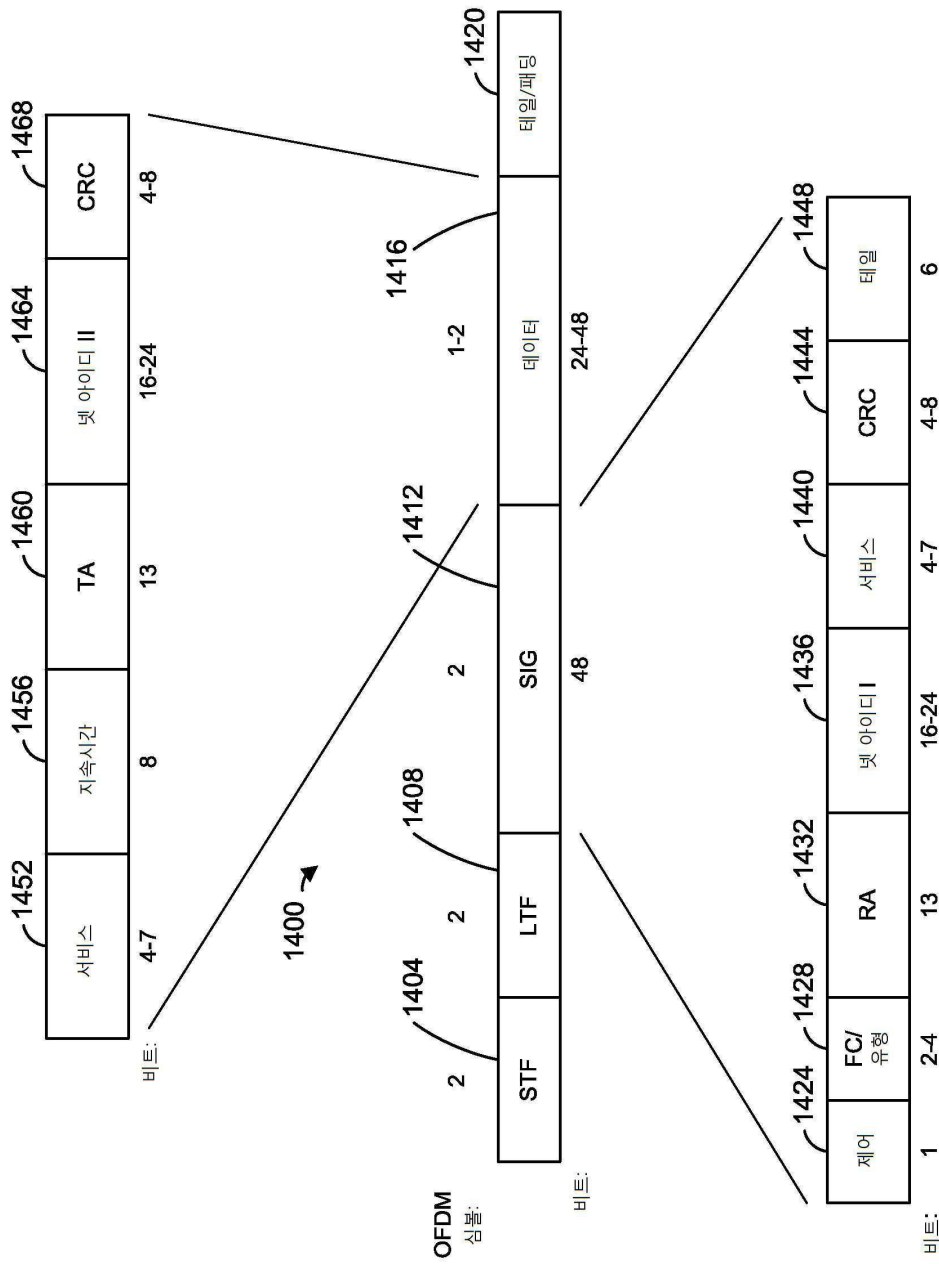 1452 1456 1460 1464 1468
서비스 지속시간 TA 넷 아이디 II CRC
비트: 4-7 8 13 16-24 4-8
1400
1404 1408 1412 1416 1420
OFDM
심볼: 2 2 2 1-2
STF LTF SIG 데이터 테일/패딩
비트: 48 24-48
1424 1428 1432 1436 1440 1444 1448
제어 FC/
유형 RA 넷 아이디 I 서비스 CRC 테일
비트: 1 2-4 13 16-24 4-7 4-8 6